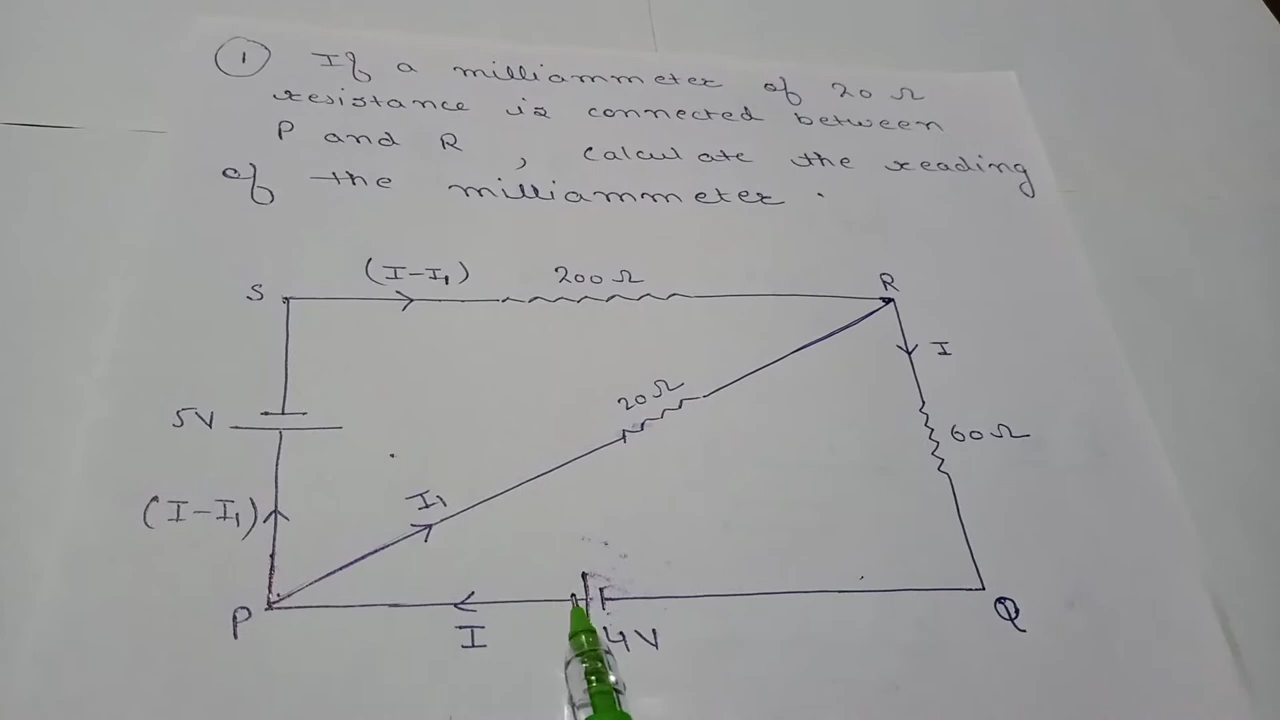 1 If a milliammeter of 20 Ω
resistance is connected between
P and R , calculate the reading
of the milliammeter .
(I-I₁) 200 Ω
S R
I
20 Ω
5V 60 Ω
I₁
(I-I₁)
P Q
I 4V